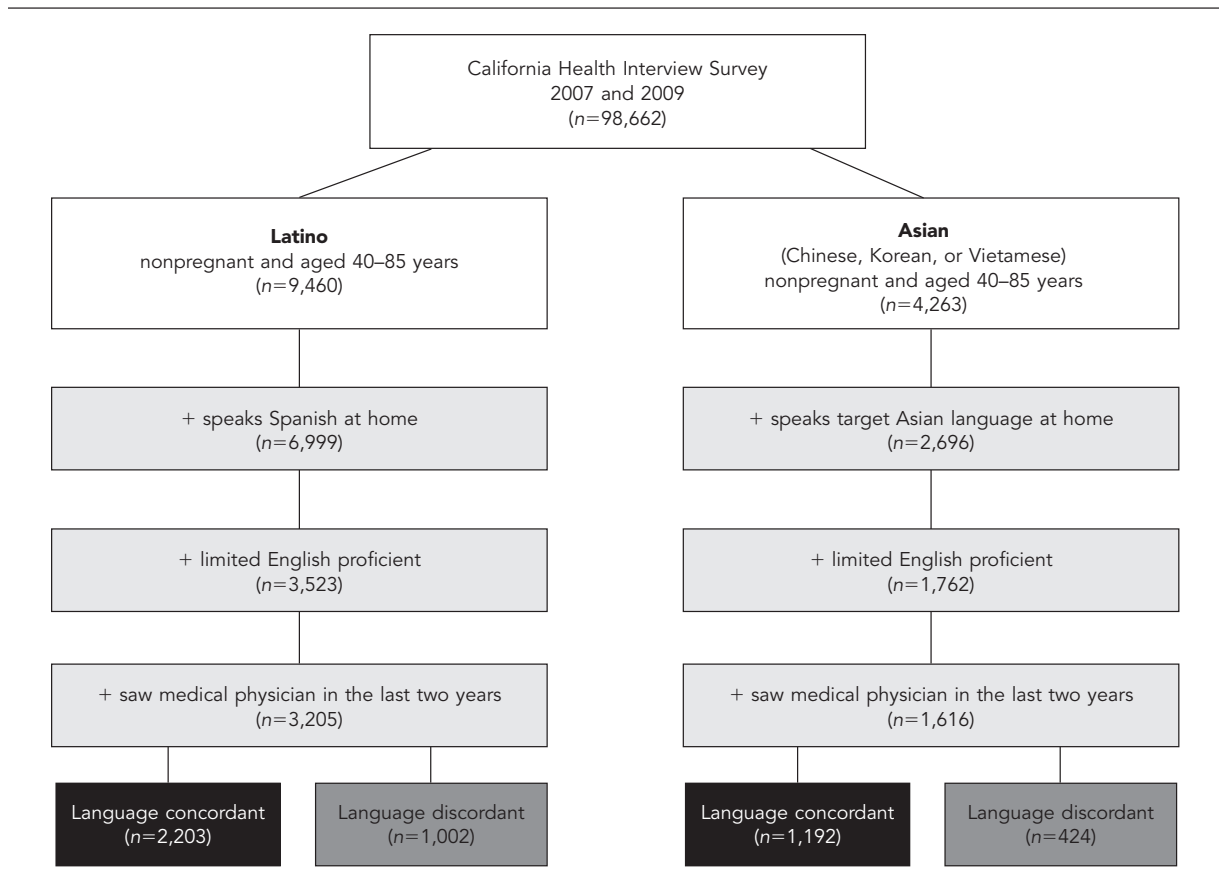 California Health Interview Survey
2007 and 2009
(n=98,662)
Latino
nonpregnant and aged 40–85 years
(n=9,460)
Asian
(Chinese, Korean, or Vietamese)
nonpregnant and aged 40–85 years
(n=4,263)
+ speaks Spanish at home
(n=6,999)
+ speaks target Asian language at home
(n=2,696)
+ limited English proficient
(n=3,523)
+ limited English proficient
(n=1,762)
+ saw medical physician in the last two years
(n=3,205)
+ saw medical physician in the last two years
(n=1,616)
Language concordant
(n=2,203)
Language discordant
(n=1,002)
Language concordant
(n=1,192)
Language discordant
(n=424)